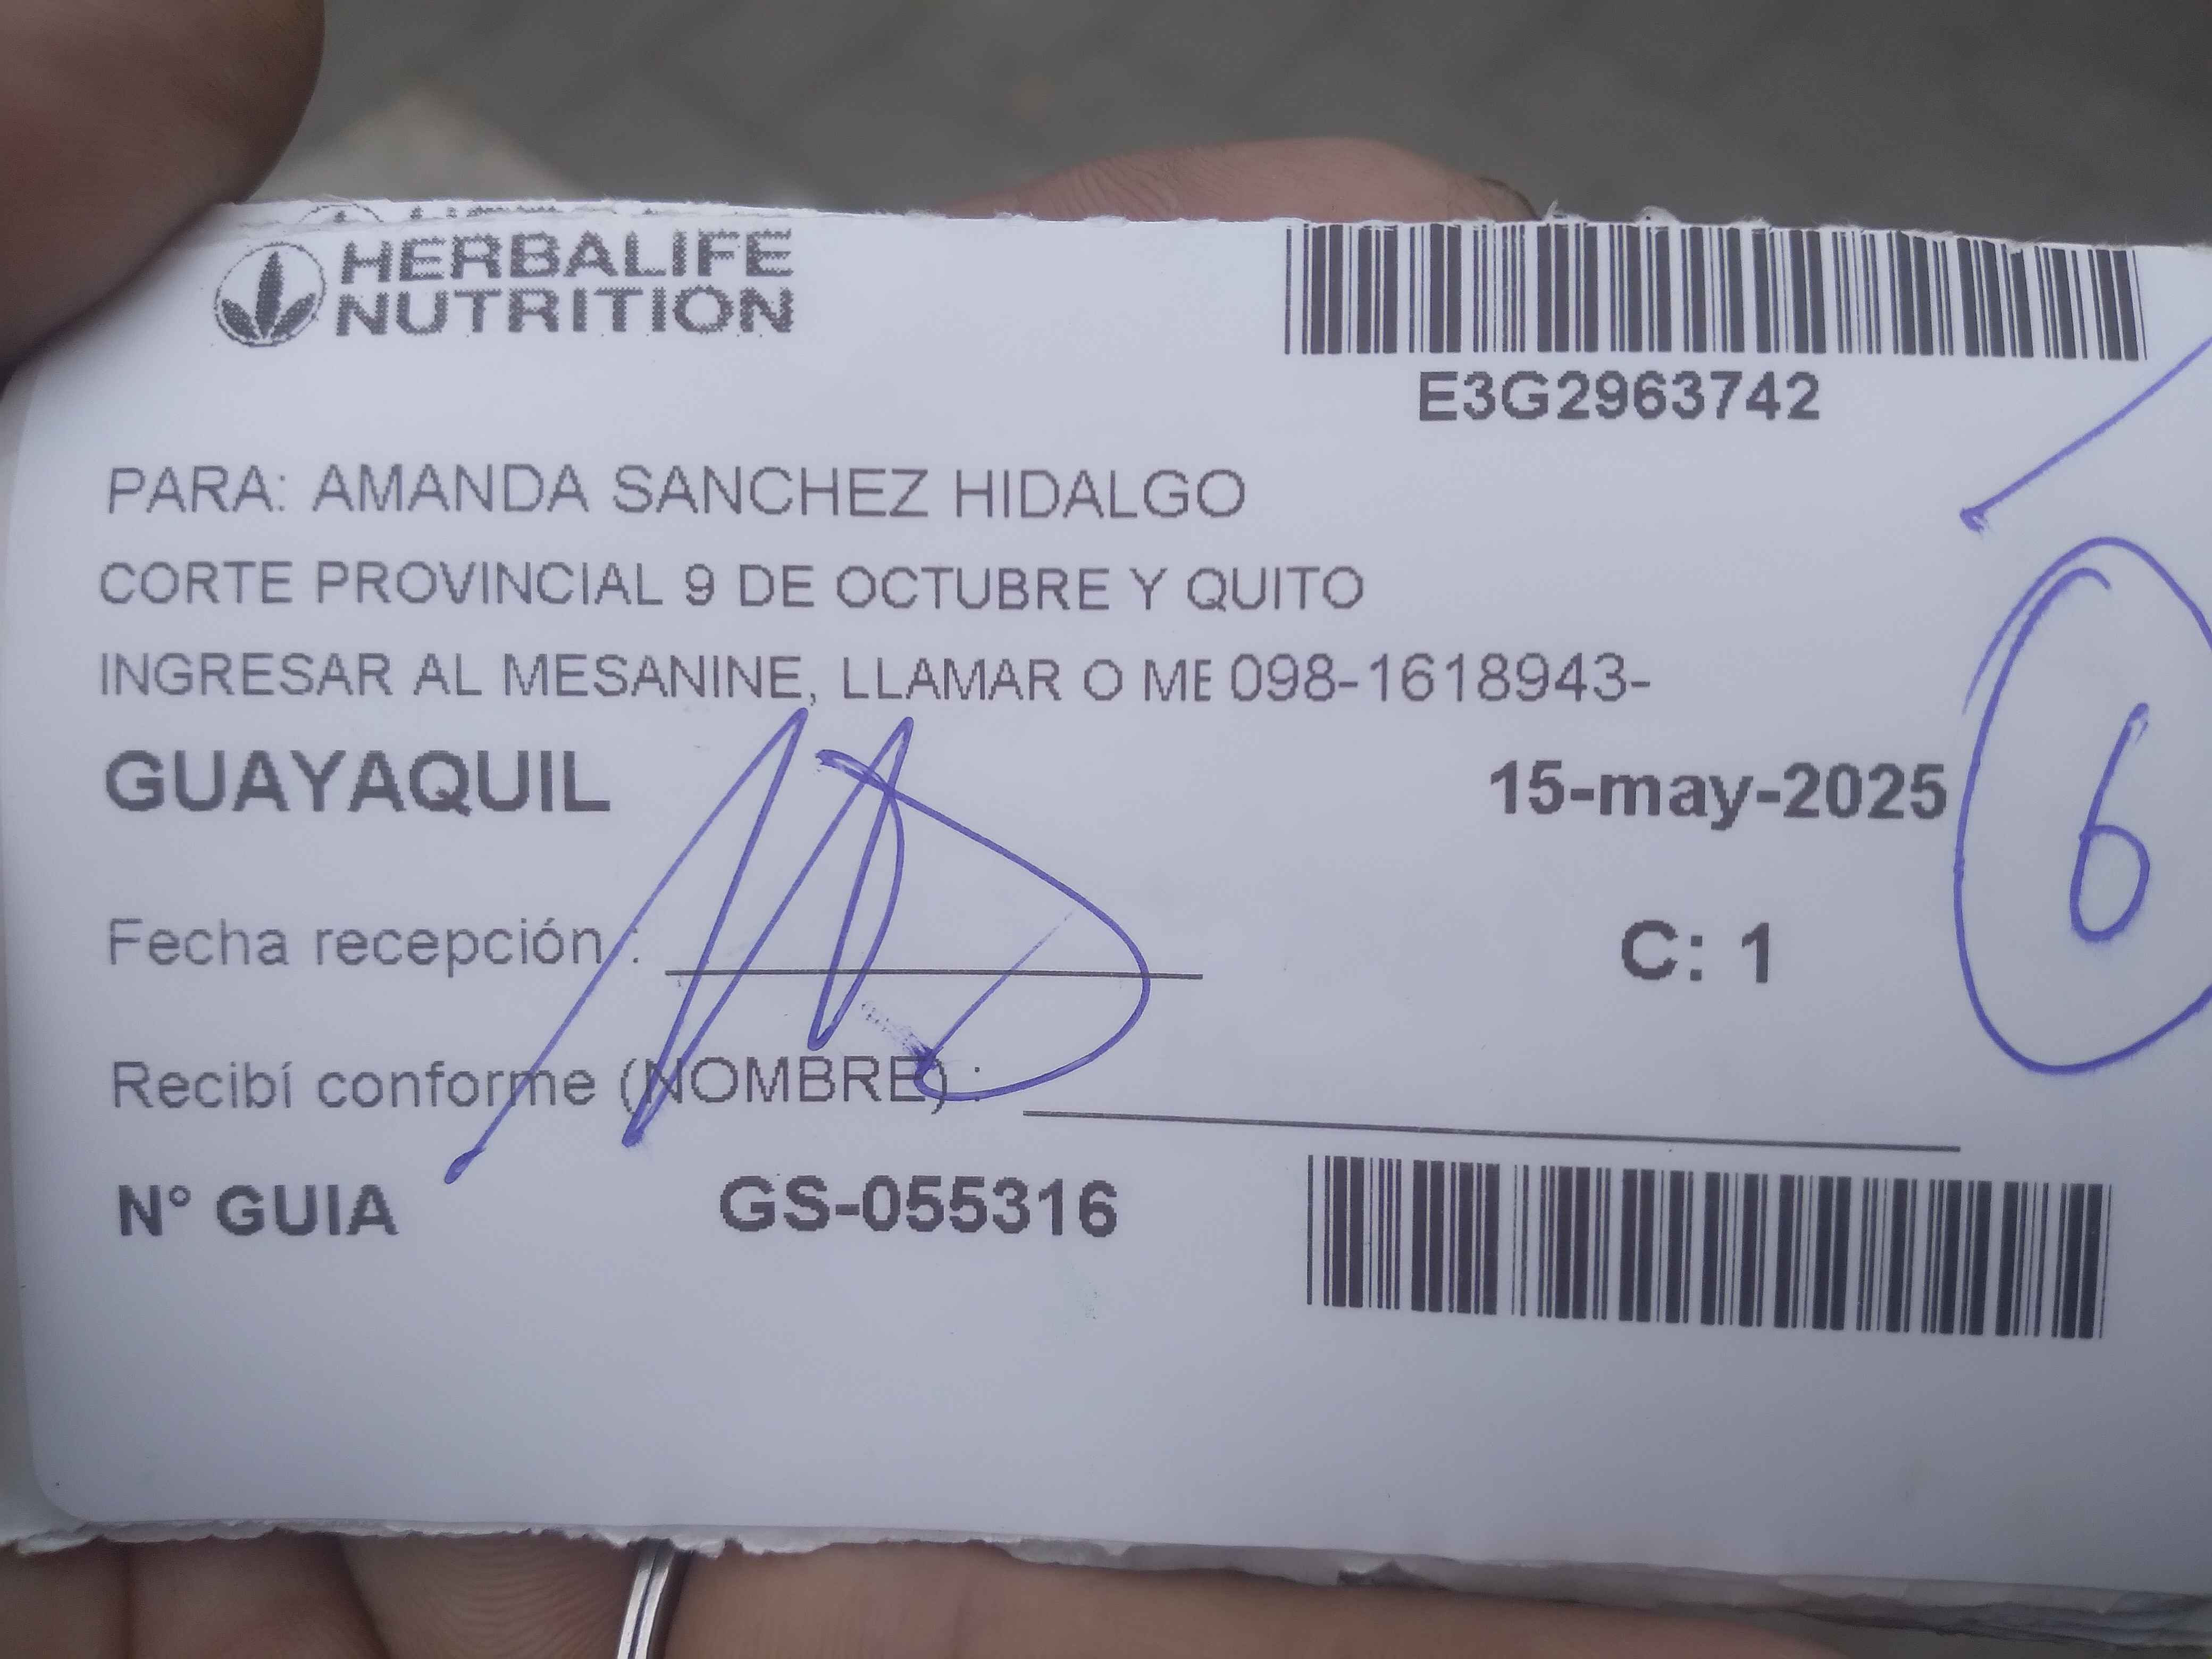 HERBALIFE
NUTRITION
E3G2963742
PARA: AMANDA SANCHEZ HIDALGO
CORTE PROVINCIAL 9 DE OCTUBRE Y QUITO
INGRESAR AL MESANINE, LLAMAR O ME 098-1618943-
GUAYAQUIL 15-may-2025
6
Fecha recepción : C: 1
Recibí conforme (NOMBRE) :
N° GUIA GS-055316